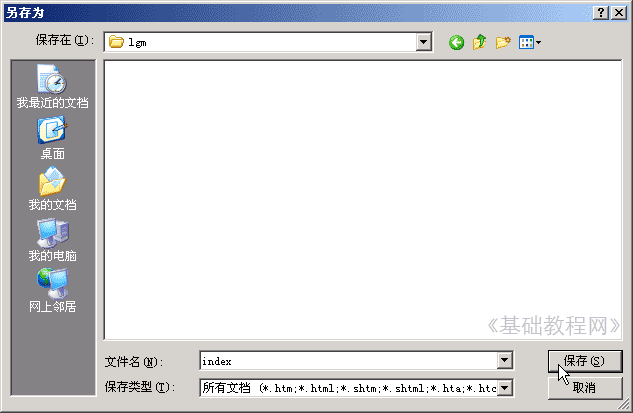 另存为
保存在(I):
lgm
我最近的文档
桌面
我的文档
我的电脑
网上邻居
《基础教程网》
文件名(N):
index
保存(S)
保存类型(T):
所有文档 (*.htm;*.html;*.shtm;*.shtml;*.hta;*.htc
取消